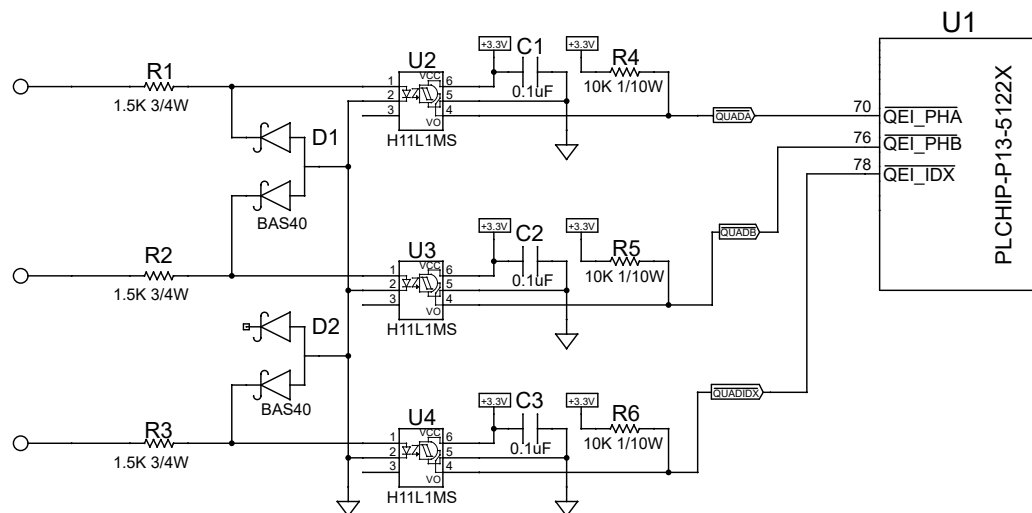 U1
PLCHIP-P13-5122X
70 QEI_PHA
76 QEI_PHB
78 QEI_IDX
R1
1.5K 3/4W
D1
BAS40
R2
1.5K 3/4W
D2
BAS40
R3
1.5K 3/4W
U2
1
2
3
VCC
VO
6
5
4
H11L1MS
+3.3V
C1
0.1uF
+3.3V
R4
10K 1/10W
QUADA
U3
1
2
3
VCC
VO
6
5
4
H11L1MS
+3.3V
C2
0.1uF
+3.3V
R5
10K 1/10W
QUADB
U4
1
2
3
VCC
VO
6
5
4
H11L1MS
+3.3V
C3
0.1uF
+3.3V
R6
10K 1/10W
QUADIDX